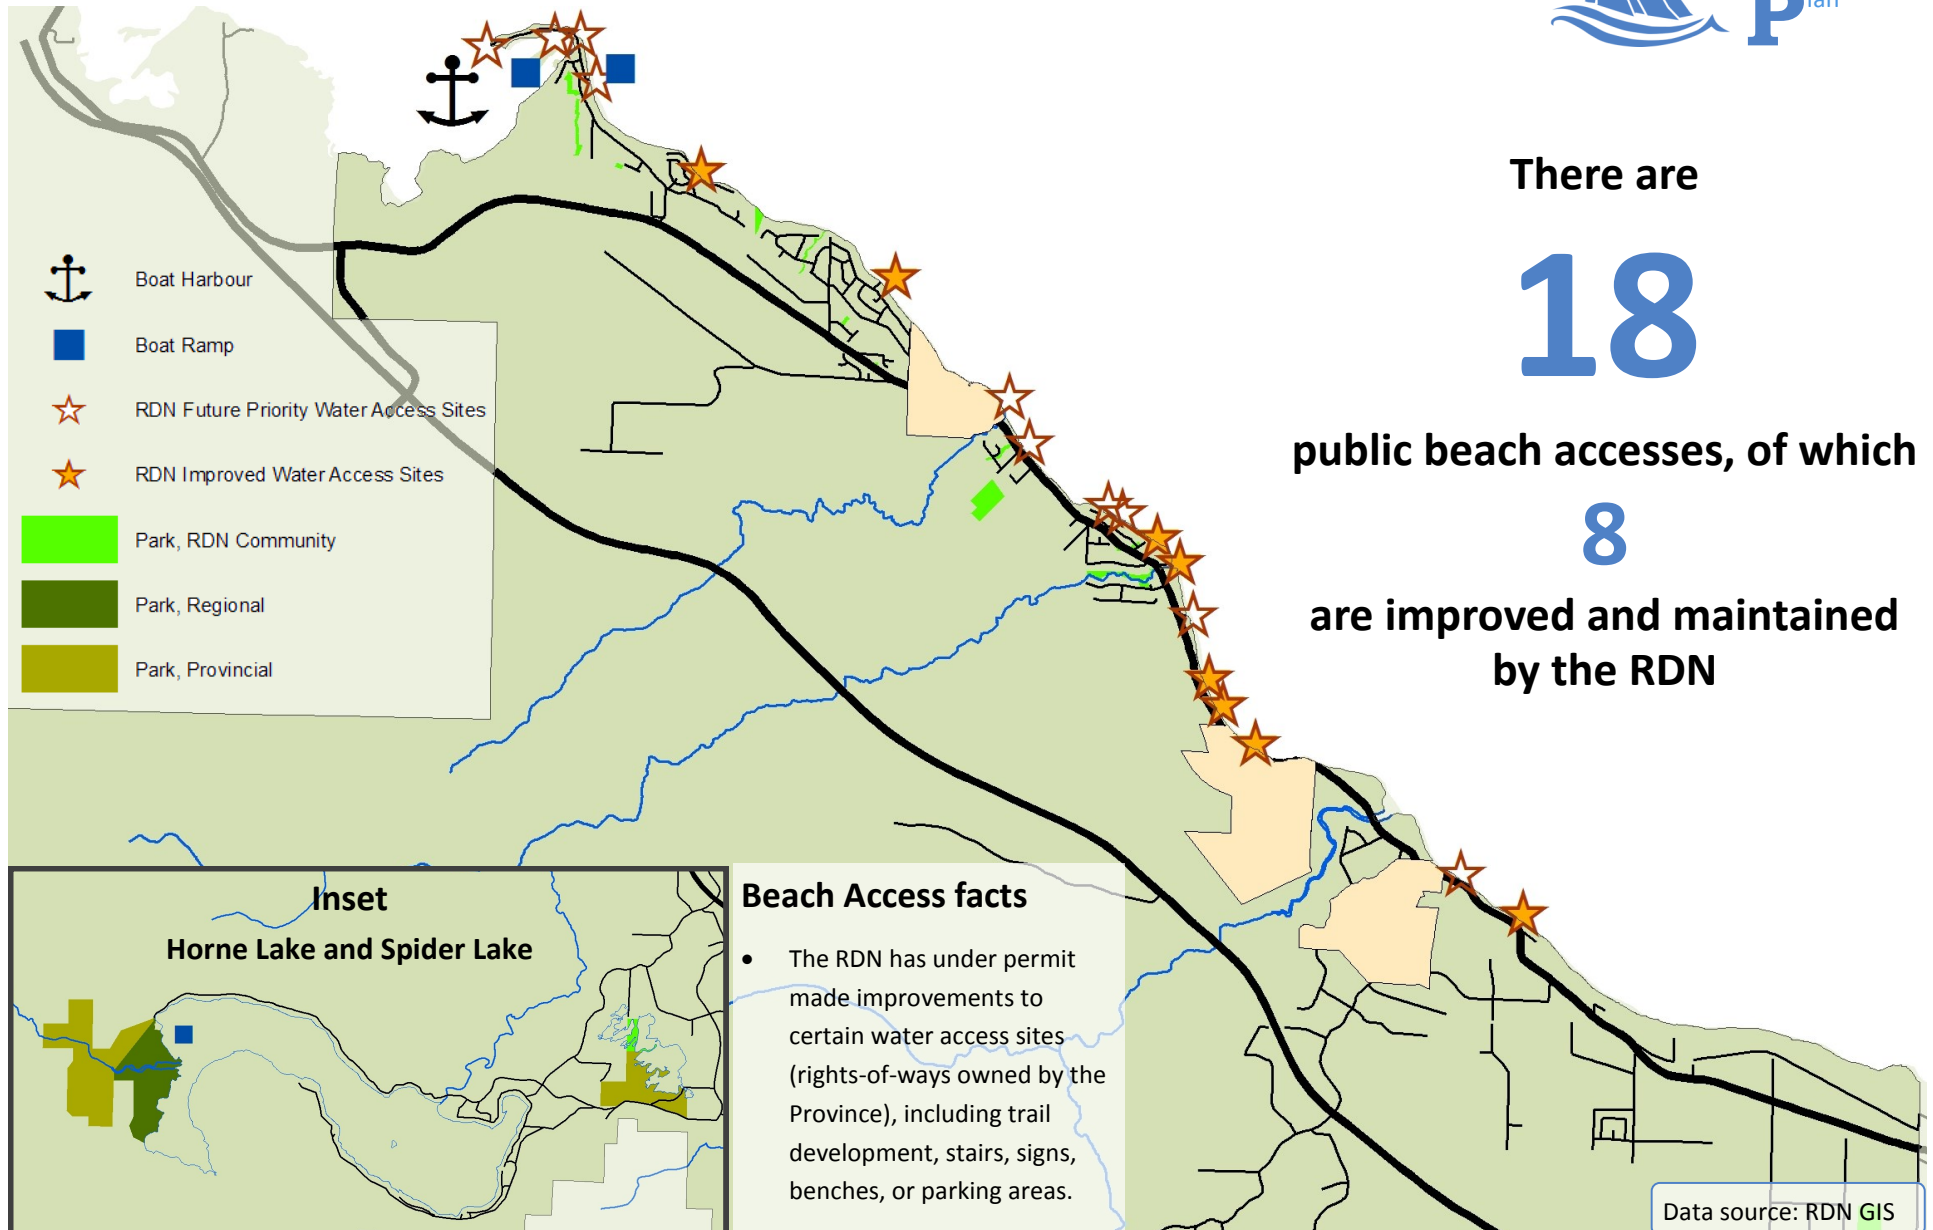 P
lan
There are
18
public beach accesses, of which
8
are improved and maintained
by the RDN
Boat Harbour
Boat Ramp
RDN Future Priority Water Access Sites
RDN Improved Water Access Sites
Park, RDN Community
Park, Regional
Park, Provincial
Inset
Horne Lake and Spider Lake
Beach Access facts
• The RDN has under permit
made improvements to
certain water access sites
(rights-of-ways owned by the
Province), including trail
development, stairs, signs,
benches, or parking areas.
Data source: RDN GIS